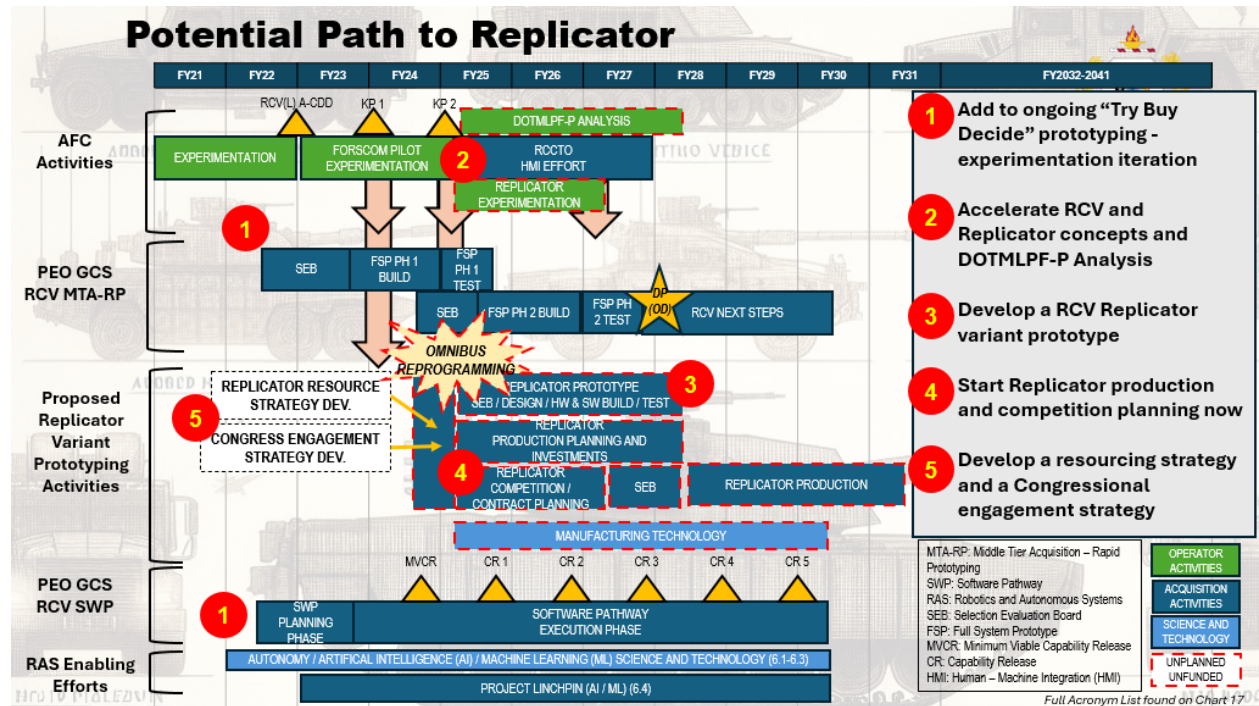 Potential Path to Replicator
FY21
FY22
FY23
FY24
FY25
FY26
FY27
FY28
FY29
FY30
FY31
FY2032-2041
AFC
Activities
RCV(L) A-CDD
KP 1
KP 2
DOTMLPF-P ANALYSIS
EXPERIMENTATION
FORSCOM PILOT
EXPERIMENTATION
2
RCCTO
HMI EFFORT
REPLICATOR
EXPERIMENTATION
1
PEO GCS
RCV MTA-RP
SEB
FSP PH 1
BUILD
FSP
PH 1
TEST
SEB
FSP PH 2 BUILD
FSP PH
2 TEST
DP
(OD)
RCV NEXT STEPS
OMNIBUS
REPROGRAMMING
Proposed
Replicator
Variant
Prototyping
Activities
5
REPLICATOR RESOURCE
STRATEGY DEV.
CONGRESS ENGAGEMENT
STRATEGY DEV.
REPLICATOR PROTOTYPE
SEB / DESIGN / HW & SW BUILD / TEST
3
REPLICATOR
PRODUCTION PLANNING AND
INVESTMENTS
4
REPLICATOR
COMPETITION /
CONTRACT PLANNING
SEB
REPLICATOR PRODUCTION
MANUFACTURING TECHNOLOGY
PEO GCS
RCV SWP
MVCR
CR 1
CR 2
CR 3
CR 4
CR 5
1
SWP
PLANNING
PHASE
SOFTWARE PATHWAY
EXECUTION PHASE
RAS Enabling
Efforts
AUTONOMY / ARTIFICAL INTELLIGENCE (AI) / MACHINE LEARNING (ML) SCIENCE AND TECHNOLOGY (6.1-6.3)
PROJECT LINCHPIN (AI / ML) (6.4)
1
Add to ongoing “Try Buy
Decide” prototyping -
experimentation iteration
2
Accelerate RCV and
Replicator concepts and
DOTMLPF-P Analysis
3
Develop a RCV Replicator
variant prototype
4
Start Replicator production
and competition planning now
5
Develop a resourcing strategy
and a Congressional
engagement strategy
MTA-RP: Middle Tier Acquisition – Rapid
Prototyping
SWP: Software Pathway
RAS: Robotics and Autonomous Systems
SEB: Selection Evaluation Board
FSP: Full System Prototype
MVCR: Minimum Viable Capability Release
CR: Capability Release
HMI: Human – Machine Integration (HMI)
OPERATOR
ACTIVITIES
ACQUISITION
ACTIVITIES
SCIENCE AND
TECHNOLOGY
UNPLANNED
UNFUNDED
Full Acronym List found on Chart 17